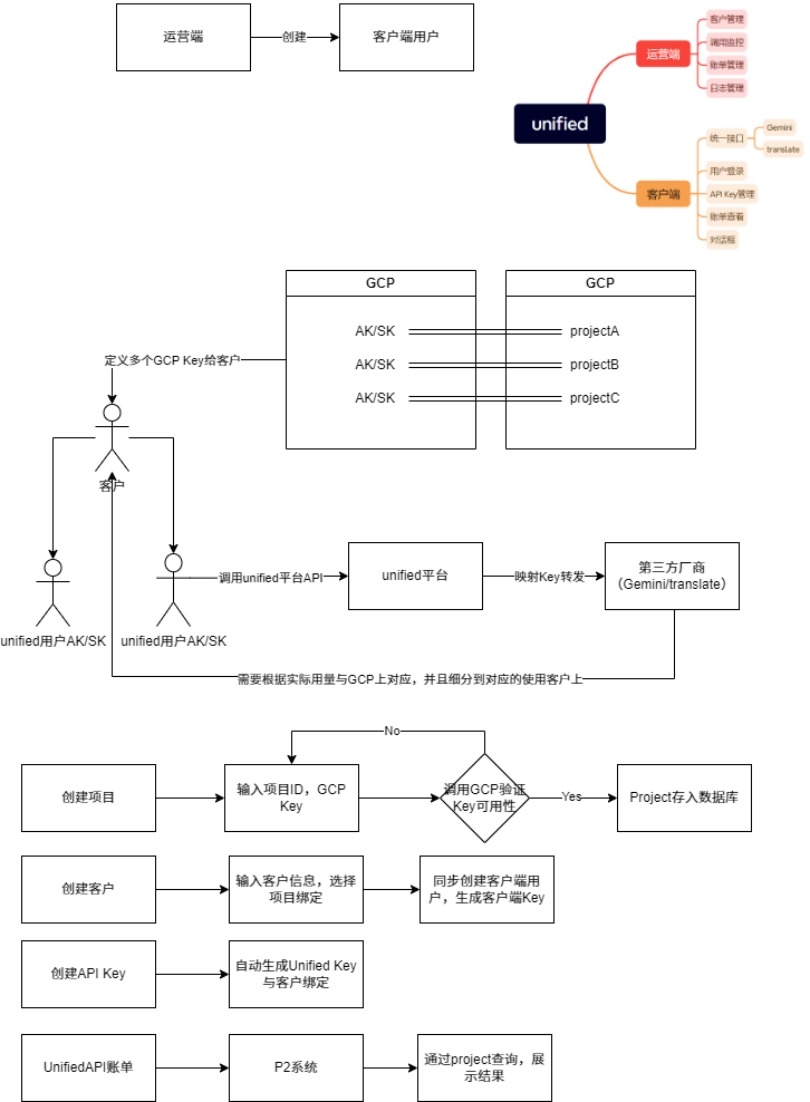 运营端
创建
客户端用户
unified
运营端
客户管理
调用监控
账单管理
日志管理
客户端
统一接口
Gemini
translate
用户登录
API Key管理
账单查看
对话框
GCP
GCP
AK/SK
projectA
AK/SK
projectB
AK/SK
projectC
定义多个GCP Key给客户
客户
unified用户AK/SK
unified用户AK/SK
调用unified平台API
unified平台
映射Key转发
第三方厂商
（Gemini/translate）
需要根据实际用量与GCP上对应，并且细分到对应的使用客户上
No
创建项目
输入项目ID，GCP
Key
调用GCP验证
Key可用性
Yes
Project存入数据库
创建客户
输入客户信息，选择
项目绑定
同步创建客户端用
户，生成客户端Key
创建API Key
自动生成Unified Key
与客户绑定
UnifiedAPI账单
P2系统
通过project查询，展
示结果